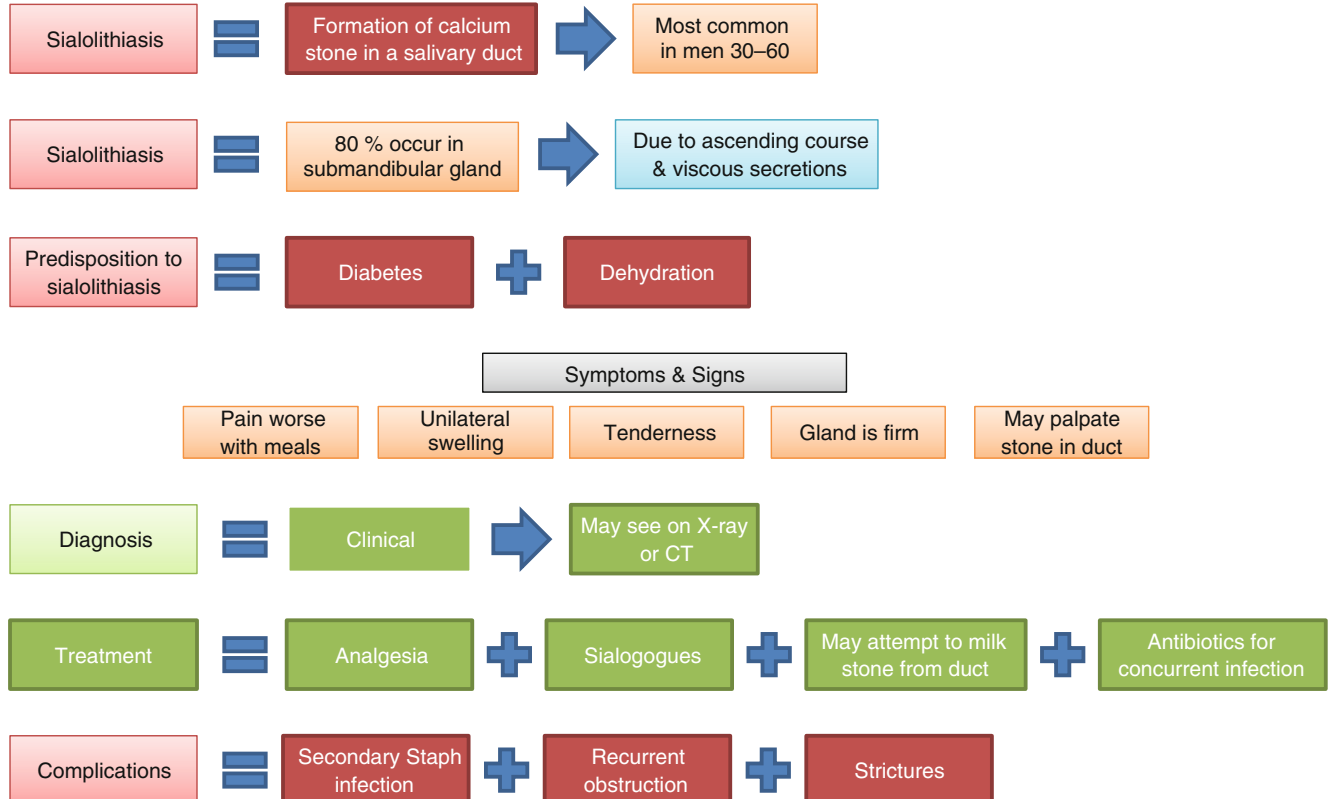 Sialolithiasis
Formation of calcium
stone in a salivary duct
Most common
in men 30–60
Sialolithiasis
80 % occur in
submandibular gland
Due to ascending course
& viscous secretions
Predisposition to
sialolithiasis
Diabetes
Dehydration
Symptoms & Signs
Pain worse
with meals
Unilateral
swelling
Tenderness
Gland is firm
May palpate
stone in duct
Diagnosis
Clinical
May see on X-ray
or CT
Treatment
Analgesia
Sialogogues
May attempt to milk
stone from duct
Antibiotics for
concurrent infection
Complications
Secondary Staph
infection
Recurrent
obstruction
Strictures